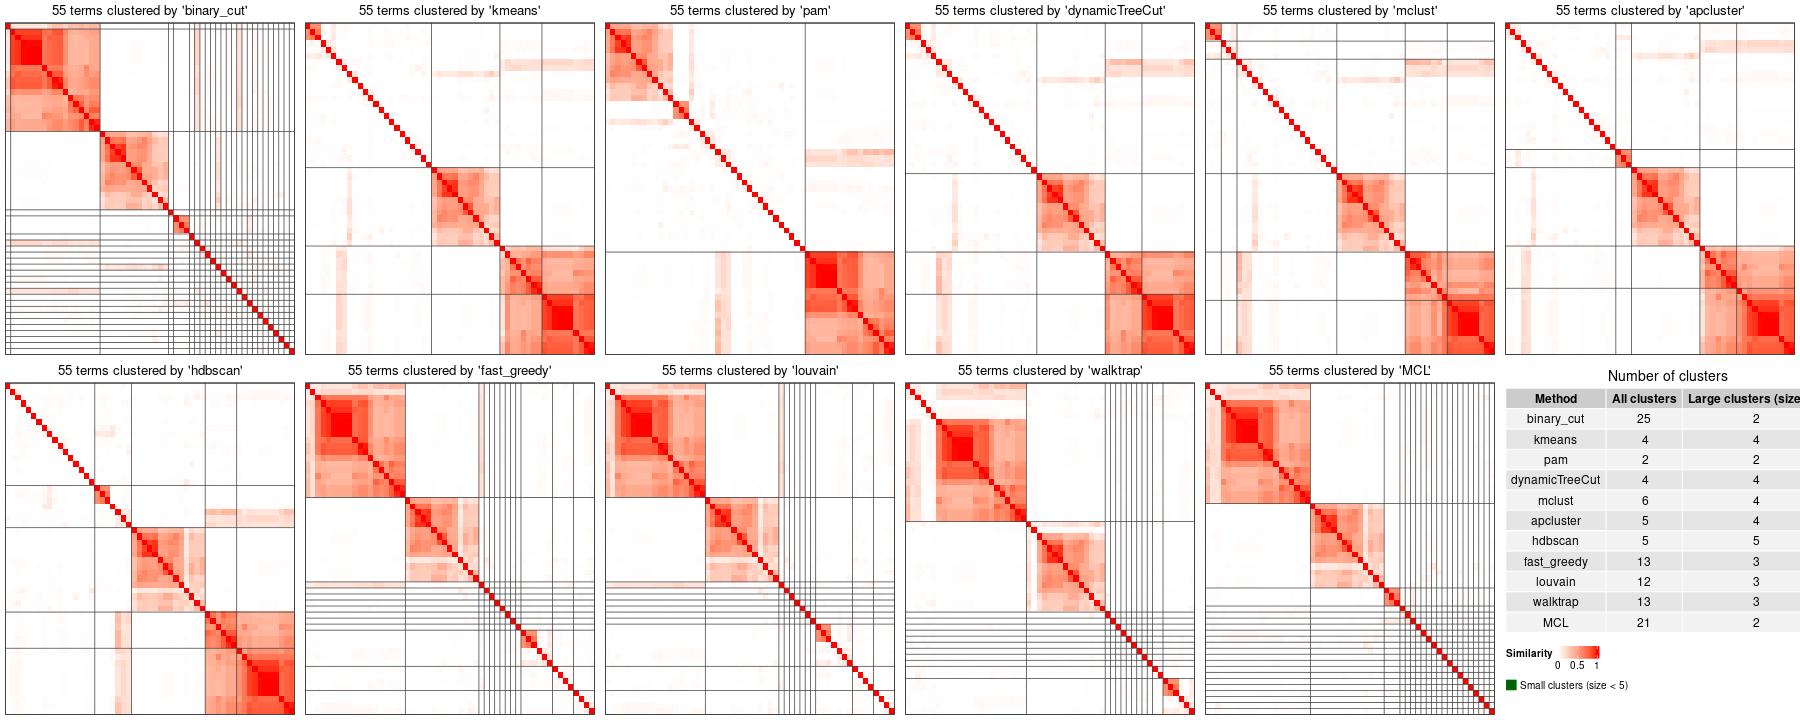 55 terms clustered by 'binary_cut'
55 terms clustered by 'kmeans'
55 terms clustered by 'pam'
55 terms clustered by 'dynamicTreeCut'
55 terms clustered by 'mclust'
55 terms clustered by 'apcluster'
55 terms clustered by 'hdbscan'
55 terms clustered by 'fast_greedy'
55 terms clustered by 'louvain'
55 terms clustered by 'walktrap'
55 terms clustered by 'MCL'
Number of clusters
Method All clusters Large clusters (size
binary_cut 25 2
kmeans 4 4
pam 2 2
dynamicTreeCut 4 4
mclust 6 4
apcluster 5 4
hdbscan 5 5
fast_greedy 13 3
louvain 12 3
walktrap 13 3
MCL 21 2
Similarity
0 0.5 1
Small clusters (size < 5)